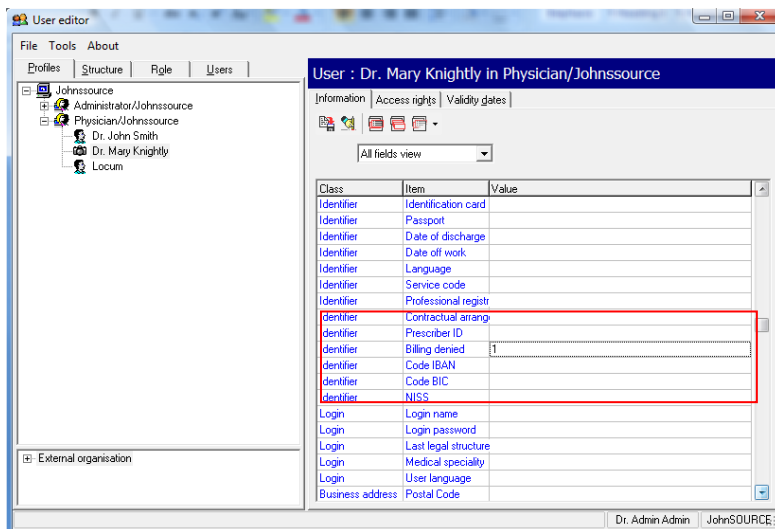 User editor
File Tools About
Profiles Structure Role Users
Johnssource
Administrator/Johnssource
Physician/Johnssource
Dr. John Smith
Dr. Mary Knightly
Locum
External organisation
User : Dr. Mary Knightly in Physician/Johnssource
Information Access rights Validity dates
All fields view
Class Item Value
Identifier Identification card
Identifier Passport
Identifier Date of discharge
Identifier Date off work
Identifier Language
Identifier Service code
Identifier Professional registr
dentifier Contractual arrang
dentifier Prescriber ID
dentifier Billing denied 1
dentifier Code IBAN
dentifier Code BIC
dentifier NISS
Login Login name
Login Login password
Login Last legal structure
Login Medical speciality
Login User language
Business address Postal Code
Dr. Admin Admin JohnSOURCE